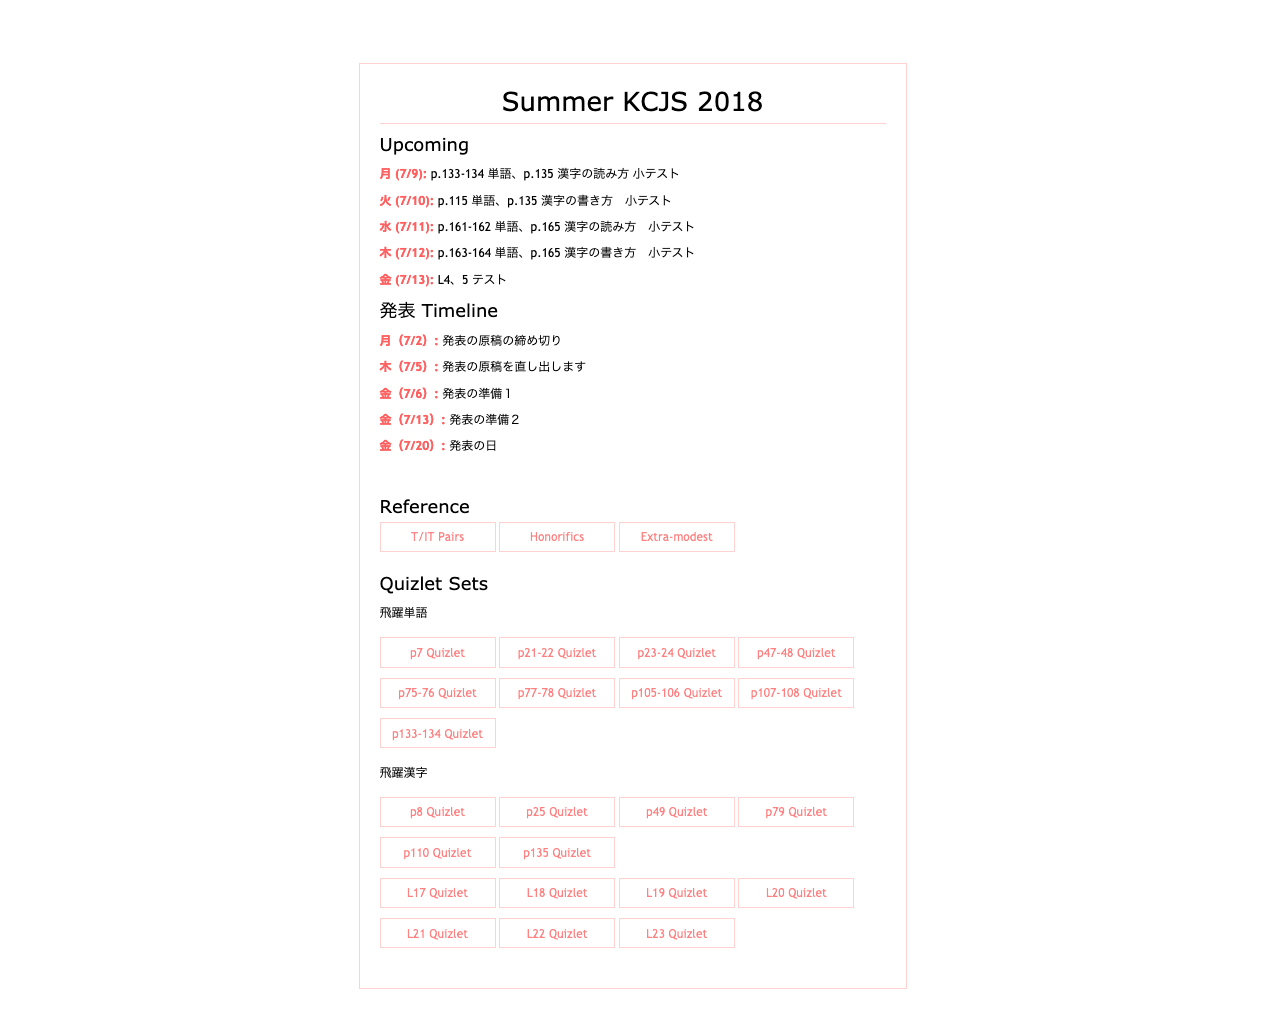 Summer KCJS 2018
Upcoming
月 (7/9): p.133-134 単語、p.135 漢字の読み方 小テスト
火 (7/10): p.115 単語、p.135 漢字の書き方　小テスト
水 (7/11): p.161-162 単語、p.165 漢字の読み方　小テスト
木 (7/12): p.163-164 単語、p.165 漢字の書き方　小テスト
金 (7/13): L4、5 テスト
発表 Timeline
月（7/2）: 発表の原稿の締め切り
木（7/5）: 発表の原稿を直し出します
金（7/6）: 発表の準備１
金（7/13）: 発表の準備２
金（7/20）: 発表の日
Reference
T/IT Pairs Honorifics Extra-modest
Quizlet Sets
飛躍単語
p7 Quizlet p21-22 Quizlet p23-24 Quizlet p47-48 Quizlet
p75-76 Quizlet p77-78 Quizlet p105-106 Quizlet p107-108 Quizlet
p133-134 Quizlet
飛躍漢字
p8 Quizlet p25 Quizlet p49 Quizlet p79 Quizlet
p110 Quizlet p135 Quizlet
L17 Quizlet L18 Quizlet L19 Quizlet L20 Quizlet
L21 Quizlet L22 Quizlet L23 Quizlet